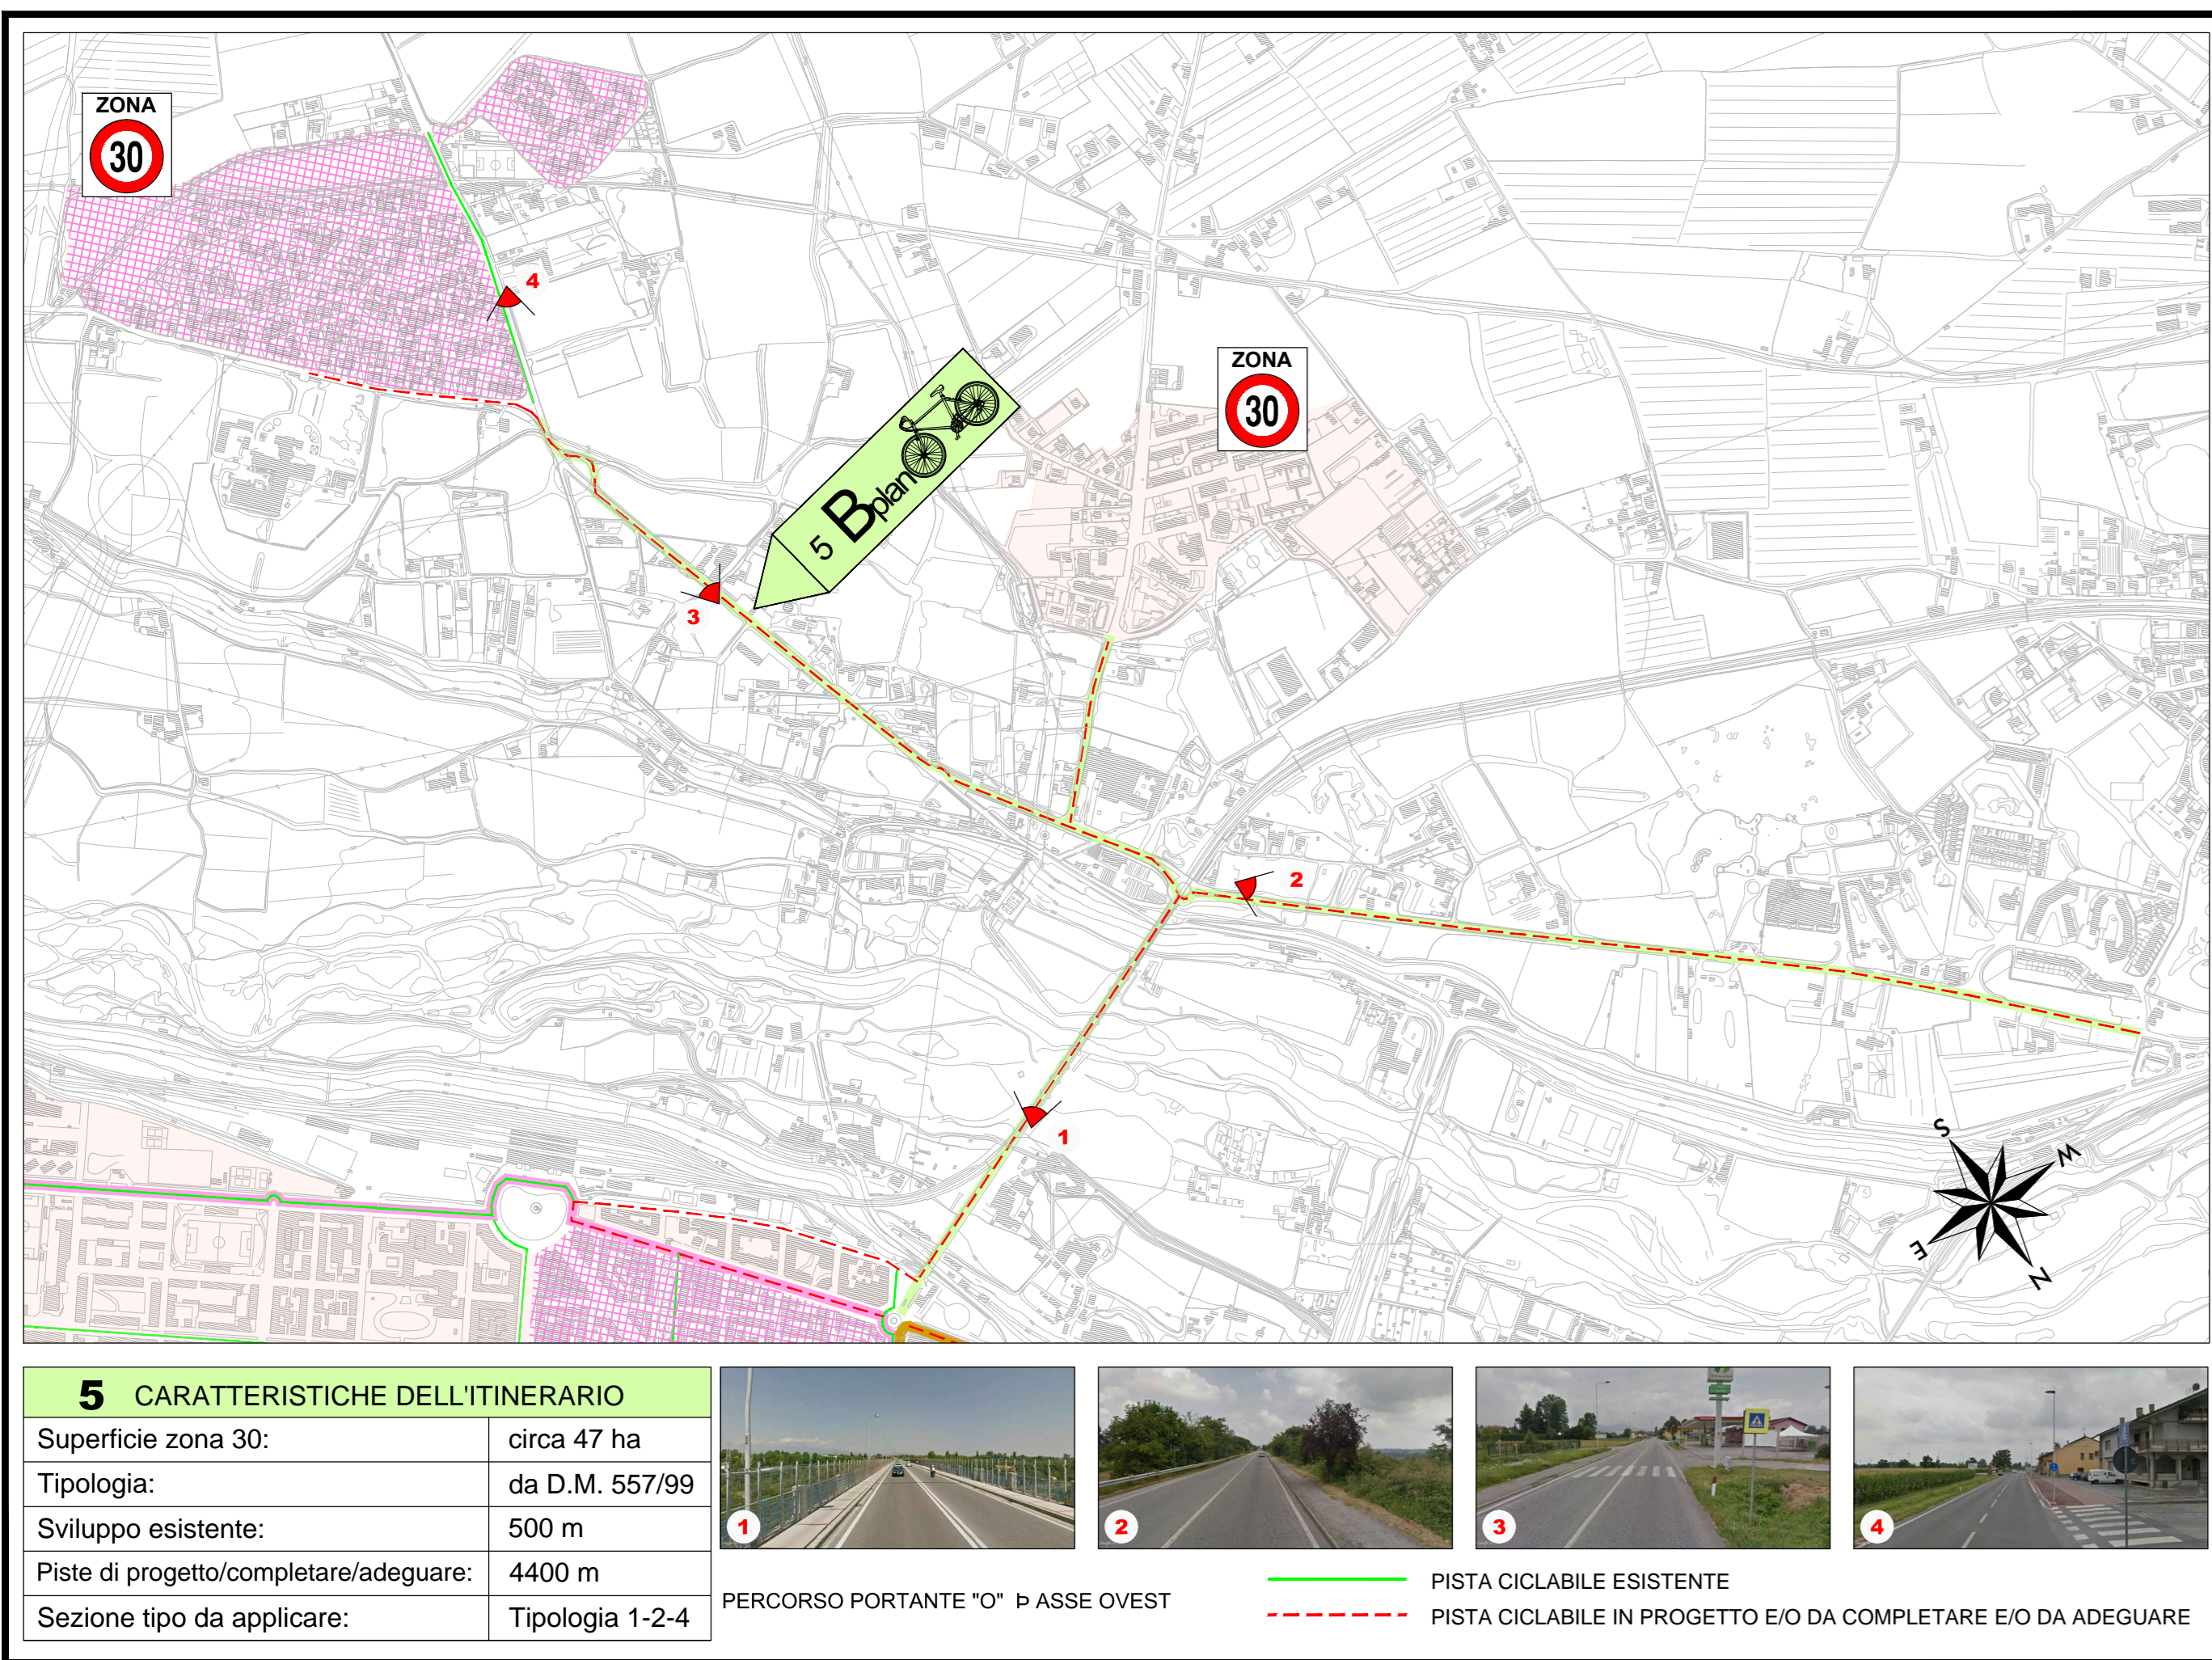 ZONA
30
4
ZONA
30
5 Bplan
3
2
1
S
W
E
N
5 CARATTERISTICHE DELL'ITINERARIO
Superficie zona 30: circa 47 ha
Tipologia: da D.M. 557/99
Sviluppo esistente: 500 m
Piste di progetto/completare/adeguare: 4400 m
Sezione tipo da applicare: Tipologia 1-2-4
1
2
3
4
PERCORSO PORTANTE "O" Þ ASSE OVEST
PISTA CICLABILE ESISTENTE
PISTA CICLABILE IN PROGETTO E/O DA COMPLETARE E/O DA ADEGUARE